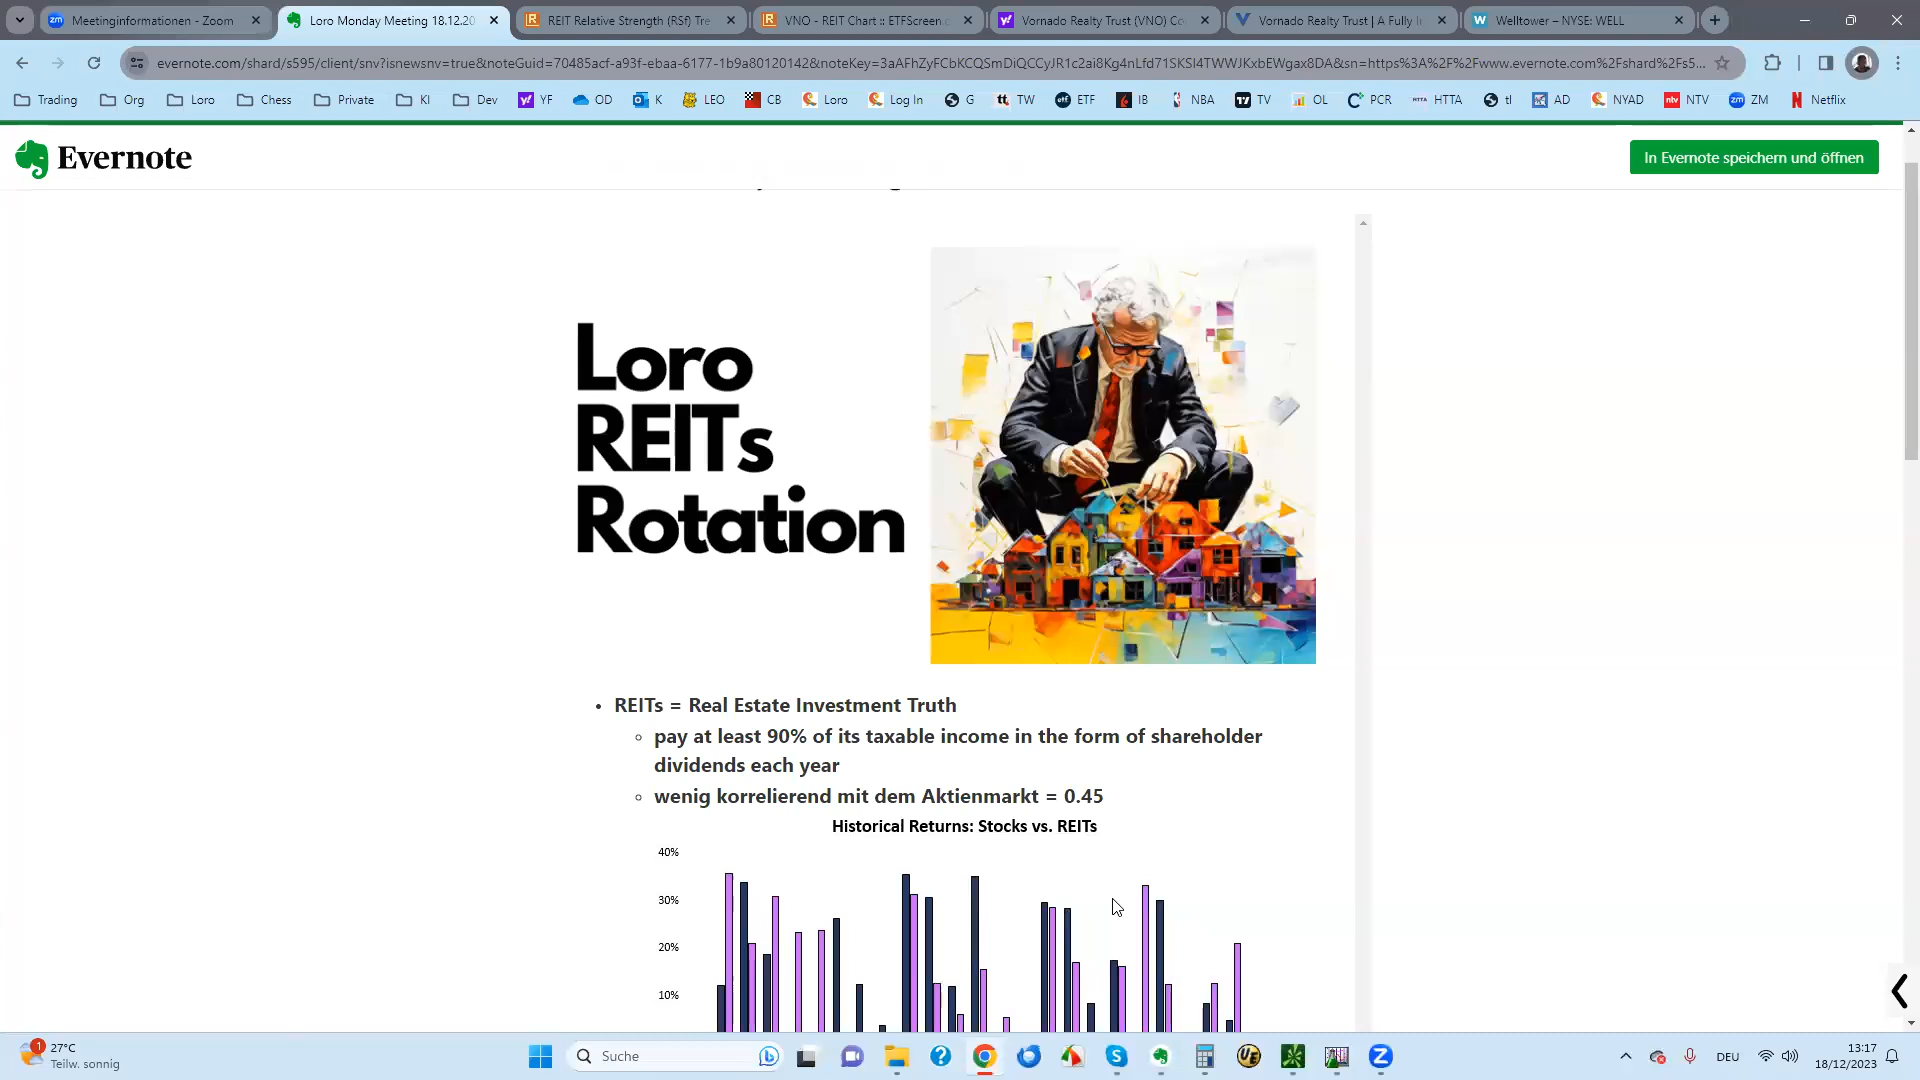 Meetinginformationen - Zoom
Loro Monday Meeting 18.12.20
REIT Relative Strength (RSf) Tre
VNO - REIT Chart :: ETFScreen.c
Vornado Realty Trust (VNO) Co
Vornado Realty Trust | A Fully I
Welltower – NYSE: WELL
evernote.com/shard/s595/client/snv?isnewsnv=true&noteGuid=70485acf-a93f-ebaa-6177-1b9a80120142&noteKey=3aAFhZyFCbKCQSmDiQCCyJR1c2ai8Kg4nLfd71SKSl4TWWJKxbEWgax8DA&sn=https%3A%2F%2Fwww.evernote.com%2Fshard%2Fs5...
Trading Org Loro Chess Private KI Dev YF OD K LEO CB Loro Log In G TW ETF IB NBA TV OL PCR HTTA tl AD NYAD NTV ZM Netflix
Evernote
In Evernote speichern und öffnen
Loro
REITs
Rotation
• REITs = Real Estate Investment Truth
◦ pay at least 90% of its taxable income in the form of shareholder
dividends each year
◦ wenig korrelierend mit dem Aktienmarkt = 0.45
Historical Returns: Stocks vs. REITs
40%
30%
20%
10%
1
27°C
Teilw. sonnig
Suche
DEU
13:17
18/12/2023